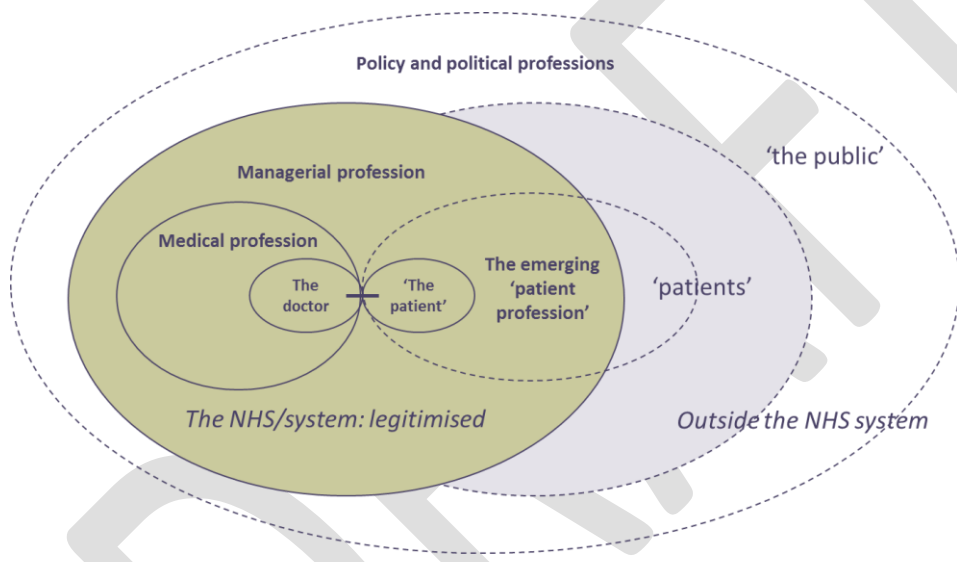 Policy and political professions
'the public'
Managerial profession
Medical profession
The
doctor
'The
patient'
The emerging
'patient
profession'
'patients'
The NHS/system: legitimised
Outside the NHS system